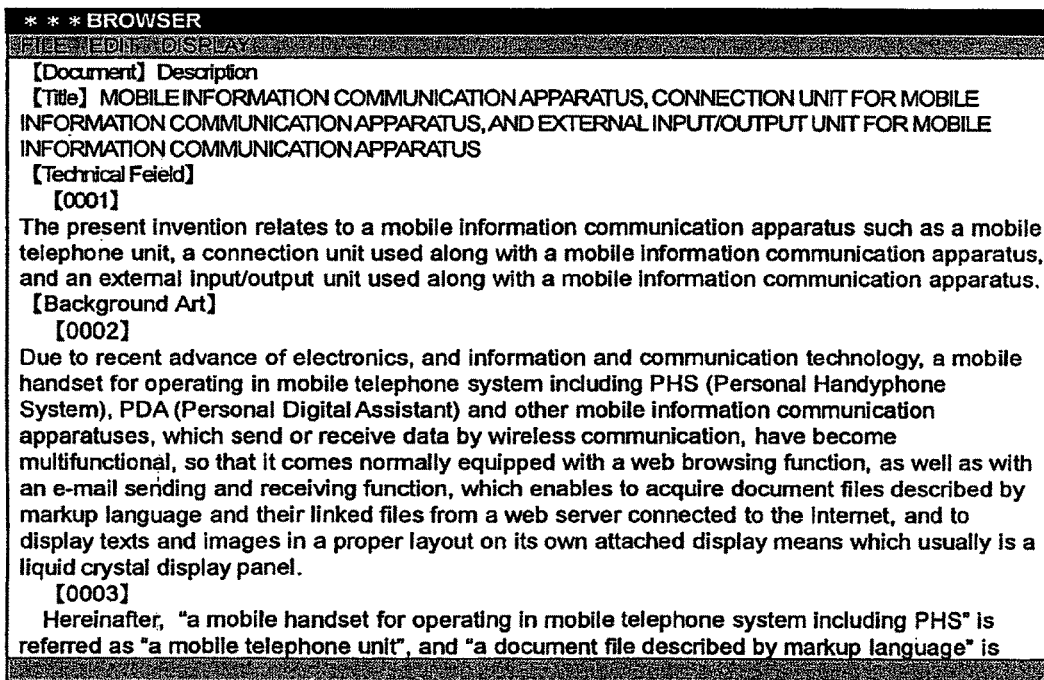 * * * BROWSER
FILE EDIT DISPLAY
【Document】 Description
【Title】 MOBILE INFORMATION COMMUNICATION APPARATUS, CONNECTION UNIT FOR MOBILE
INFORMATION COMMUNICATION APPARATUS, AND EXTERNAL INPUT/OUTPUT UNIT FOR MOBILE
INFORMATION COMMUNICATION APPARATUS
【Technical Feield】
【0001】
The present invention relates to a mobile information communication apparatus such as a mobile
telephone unit, a connection unit used along with a mobile information communication apparatus,
and an external input/output unit used along with a mobile information communication apparatus.
【Background Art】
【0002】
Due to recent advance of electronics, and information and communication technology, a mobile
handset for operating in mobile telephone system including PHS (Personal Handyphone
System), PDA (Personal Digital Assistant) and other mobile information communication
apparatuses, which send or receive data by wireless communication, have become
multifunctional, so that it comes normally equipped with a web browsing function, as well as with
an e-mail sending and receiving function, which enables to acquire document files described by
markup language and their linked files from a web server connected to the Internet, and to
display texts and images in a proper layout on its own attached display means which usually is a
liquid crystal display panel.
【0003】
Hereinafter, "a mobile handset for operating in mobile telephone system including PHS" is
referred as "a mobile telephone unit", and "a document file described by markup language" is